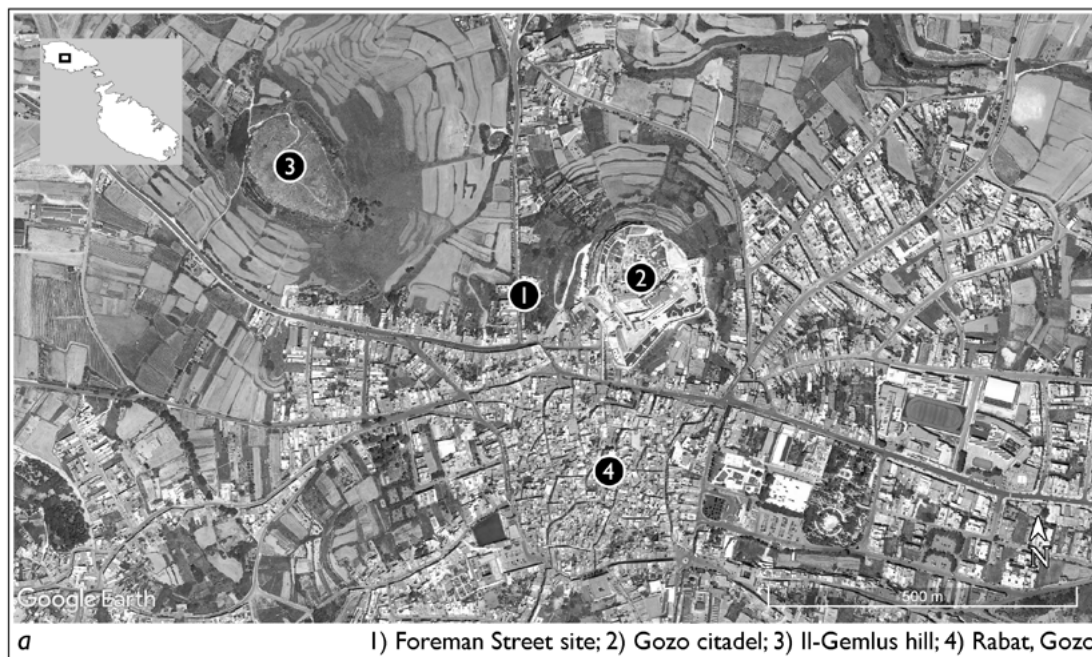 3
2
1
4
N
Google Earth
500 m
a
1) Foreman Street site; 2) Gozo citadel; 3) Il-Gemlus hill; 4) Rabat, Gozo